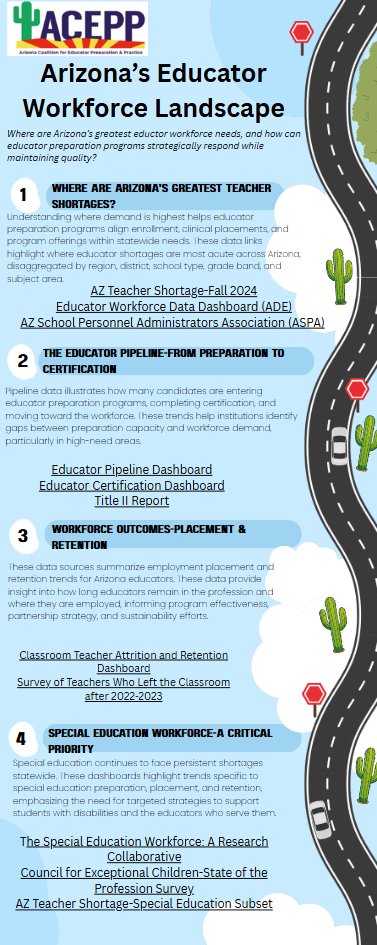 ACEPP
Arizona Coalition for Educator Preparation & Practice
Arizona's Educator
Workforce Landscape
Where are Arizona's greatest eductor workforce needs, and how can
educator preparation programs strategically respond while
maintaining quality?
1
WHERE ARE ARIZONA'S GREATEST TEACHER
SHORTAGES?
Understanding where demand is highest helps educator
preparation programs align enrollment, clinical placements, and
program offerings within statewide needs. These data links
highlight where educator shortages are most acute across Arizona,
disaggregated by region, district, school type, grade band, and
subject area.
AZ Teacher Shortage-Fall 2024
Educator Workforce Data Dashboard (ADE)
AZ School Personnel Administrators Association (ASPA)
2
THE EDUCATOR PIPELINE-FROM PREPARATION TO
CERTIFICATION
Pipeline data illustrates how many candidates are entering
educator preparation programs, completing certification, and
moving toward the workforce. These trends help institutions identify
gaps between preparation capacity and workforce demand,
particularly in high-need areas.
Educator Pipeline Dashboard
Educator Certification Dashboard
Title II Report
3
WORKFORCE OUTCOMES-PLACEMENT &
RETENTION
These data sources summarize employment placement and
retention trends for Arizona educators. These data provide
insight into how long educators remain in the profession and
where they are employed, informing program effectiveness,
partnership strategy, and sustainability efforts.
Classroom Teacher Attrition and Retention
Dashboard
Survey of Teachers Who Left the Classroom
after 2022-2023
4
SPECIAL EDUCATION WORKFORCE-A CRITICAL
PRIORITY
Special education continues to face persistent shortages
statewide. These dashboards highlight trends specific to
special education preparation, placement, and retention,
emphasizing the need for targeted strategies to support
students with disabilities and the educators who serve them.
The Special Education Workforce: A Research
Collaborative
Council for Exceptional Children-State of the
Profession Survey
AZ Teacher Shortage-Special Education Subset